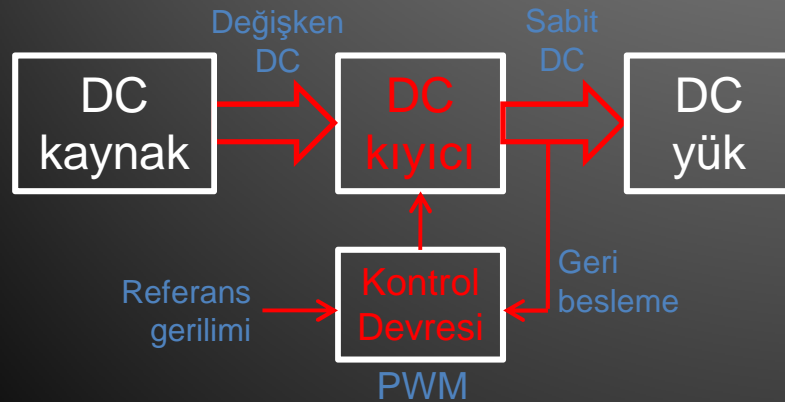 Değişken
DC
Sabit
DC
DC
kaynak
DC
kıyıcı
DC
yük
Referans
gerilimi
Kontrol
Devresi
Geri
besleme
PWM